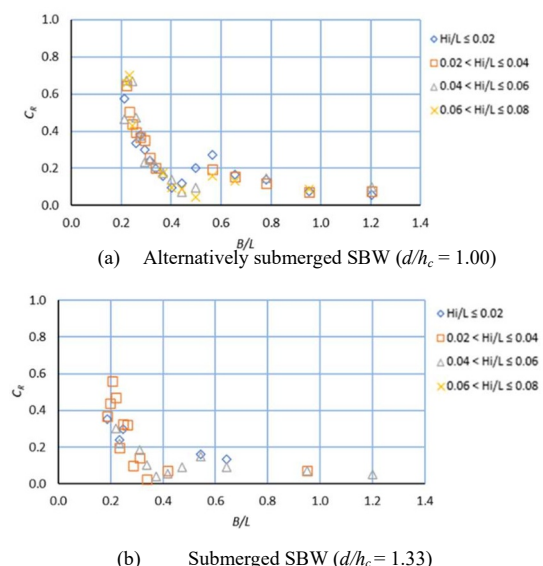 1.0
0.8
0.6
0.4
0.2
0.0
C_R
0.0 0.2 0.4 0.6 0.8 1.0 1.2 1.4
B/L
Hi/L ≤ 0.02
0.02 < Hi/L ≤ 0.04
0.04 < Hi/L ≤ 0.06
0.06 < Hi/L ≤ 0.08
(a) Alternatively submerged SBW (d/h_c = 1.00)
1.0
0.8
0.6
0.4
0.2
0.0
C_R
0.0 0.2 0.4 0.6 0.8 1.0 1.2 1.4
B/L
Hi/L ≤ 0.02
0.02 < Hi/L ≤ 0.04
0.04 < Hi/L ≤ 0.06
0.06 < Hi/L ≤ 0.08
(b) Submerged SBW (d/h_c = 1.33)